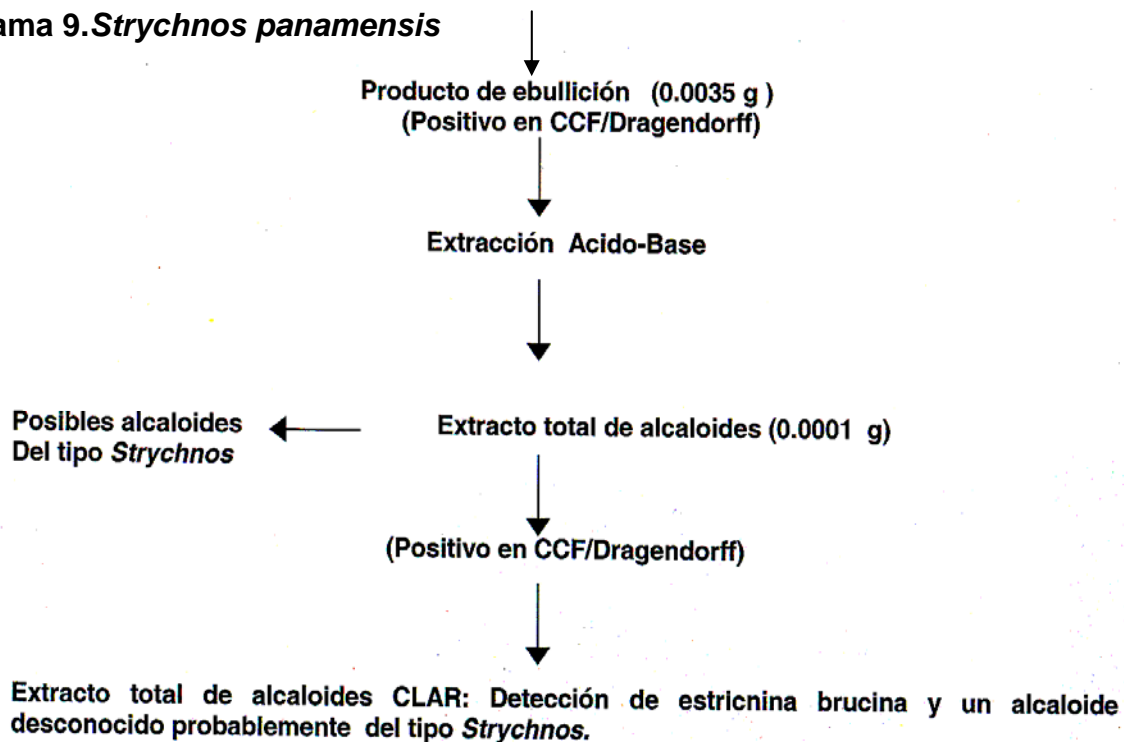 ama 9.Strychnos panamensis
Producto de ebullición (0.0035 g )
(Positivo en CCF/Dragendorff)
Extracción Acido-Base
Posibles alcaloides
Del tipo Strychnos
Extracto total de alcaloides (0.0001 g)
(Positivo en CCF/Dragendorff)
Extracto total de alcaloides CLAR: Detección de estricnina brucina y un alcaloide
desconocido probablemente del tipo Strychnos.